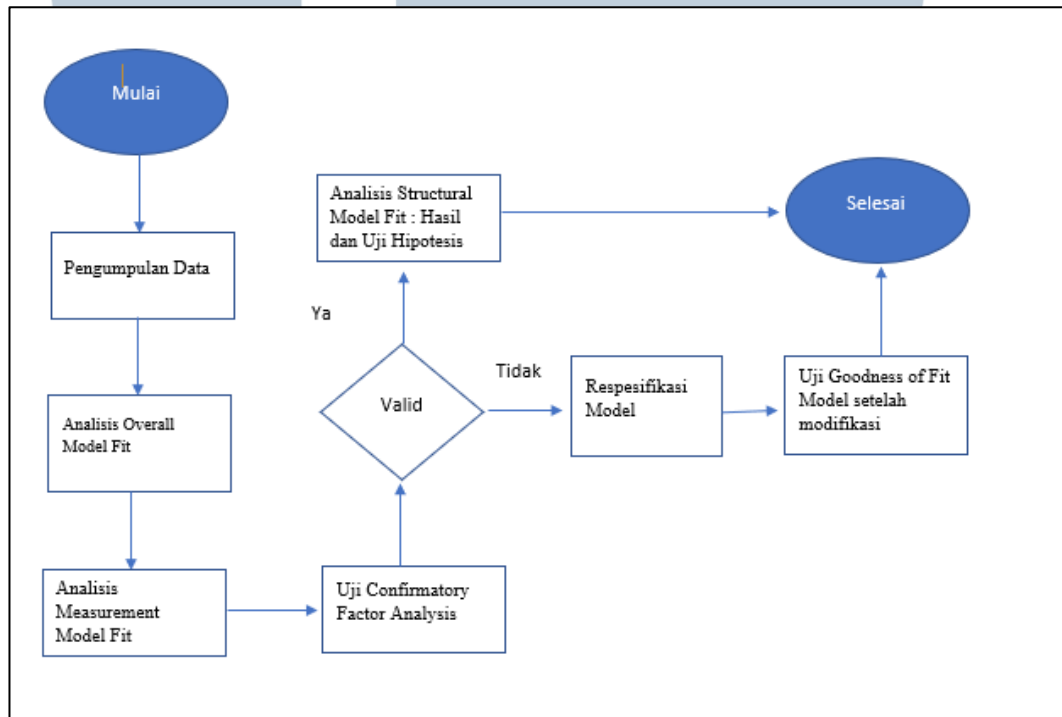 Mulai
Pengumpulan Data
Analisis Overall
Model Fit
Analisis
Measurement
Model Fit
Uji Confirmatory
Factor Analysis
Valid
Ya
Analisis Structural
Model Fit : Hasil
dan Uji Hipotesis
Tidak
Respesifikasi
Model
Uji Goodness of Fit
Model setelah
modifikasi
Selesai